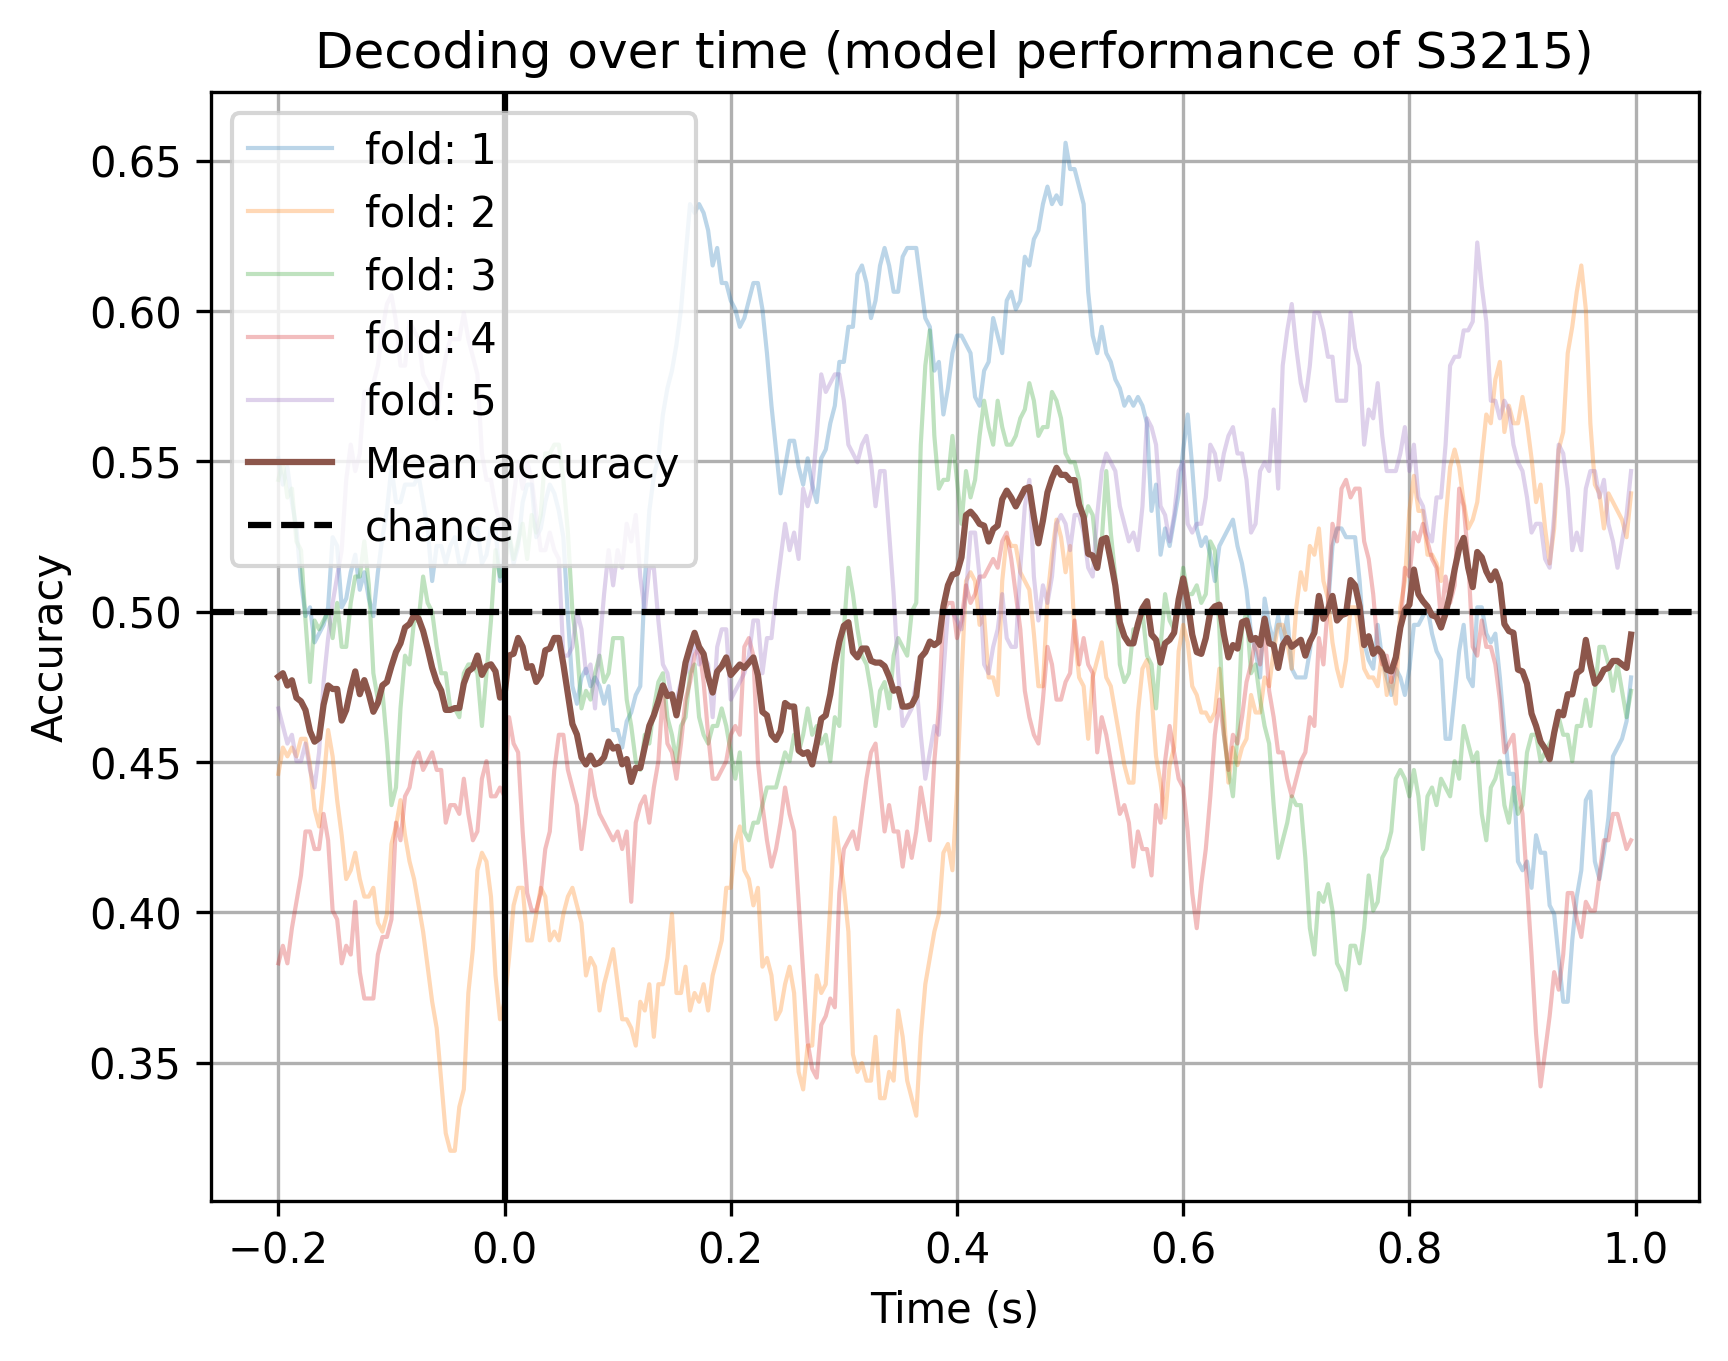 Decoding over time (model performance of S3215)
fold: 1
fold: 2
fold: 3
fold: 4
fold: 5
Mean accuracy
chance
Accuracy
0.65
0.60
0.55
0.50
0.45
0.40
0.35
−0.2 0.0 0.2 0.4 0.6 0.8 1.0
Time (s)